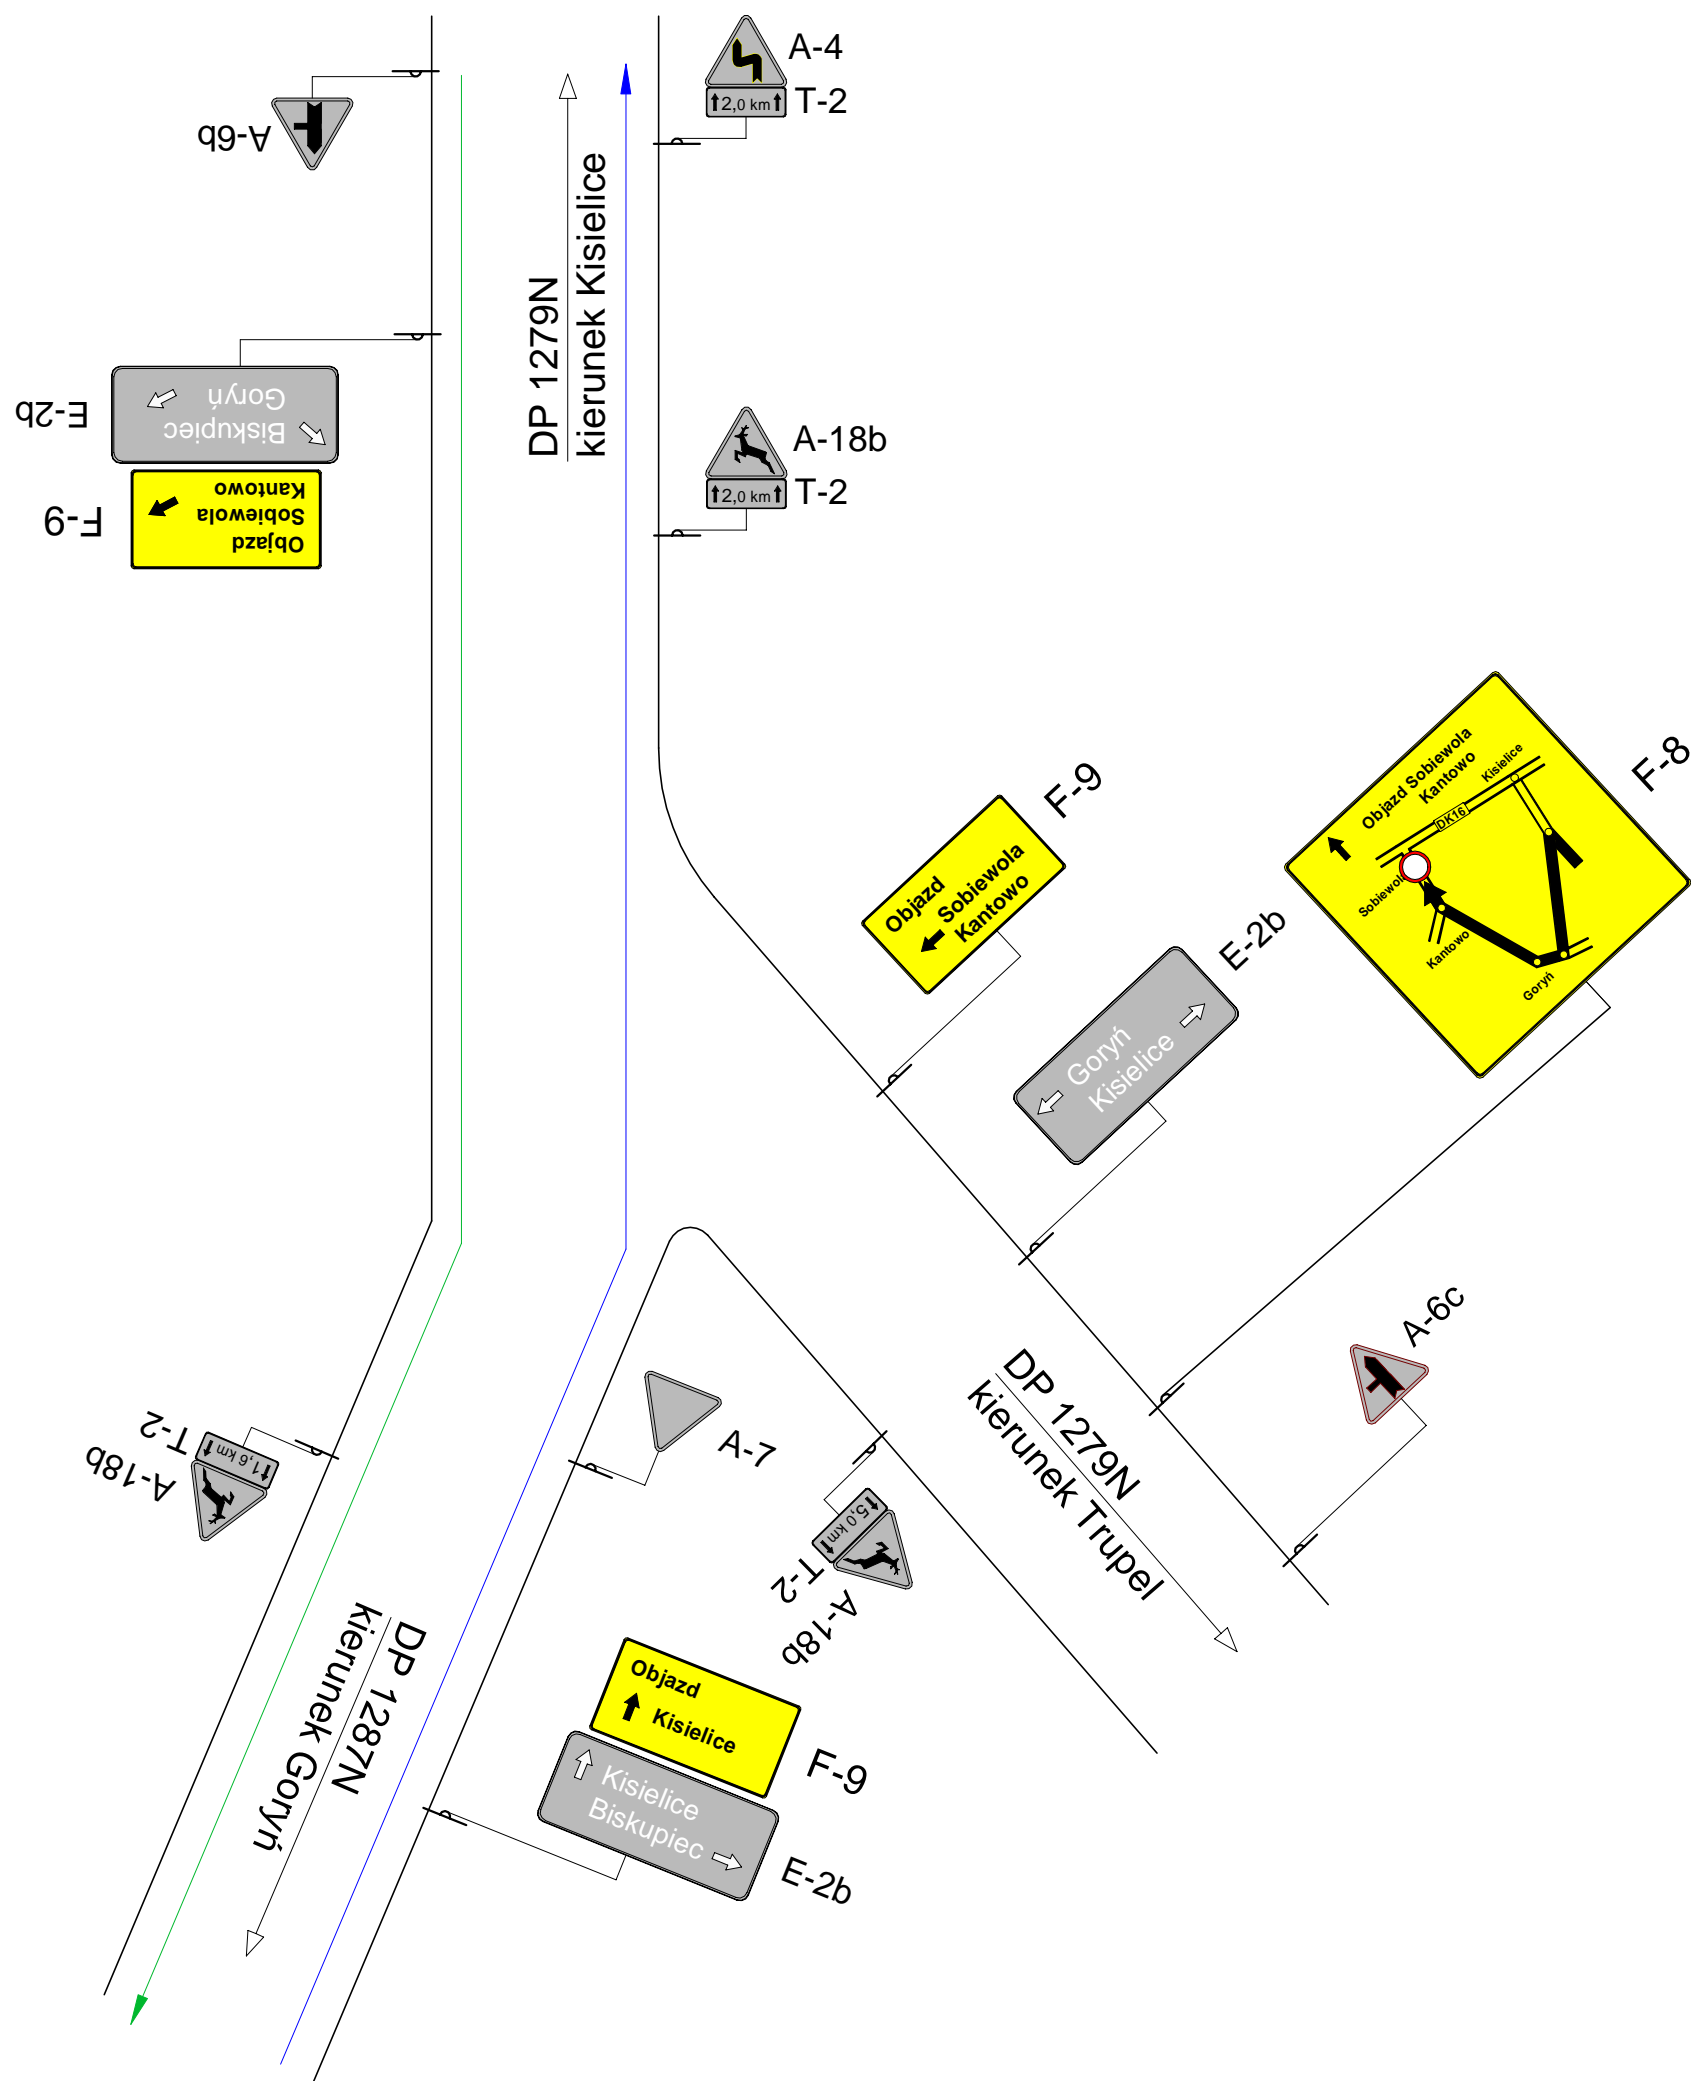 A-4
2,0 km
T-2
A-6b
DP 1279N
kierunek Kisielice
Biskupiec
Goryń
E-2b
Objazd
Sobiewola
Kantowo
F-9
A-18b
2,0 km
T-2
F-9
Objazd
Sobiewola
Kantowo
F-8
Objazd Sobiewola
Kantowo
Kisielice
DK16
Sobiewola
Kantowo
Goryń
E-2b
Goryń
Kisielice
A-6c
DP 1279N
kierunek Trupel
A-7
T-2
1,6 km
A-18b
5,0 km
T-2
A-18b
DP 1287N
kierunek Goryń
Objazd
Kisielice
F-9
Kisielice
Biskupiec
E-2b